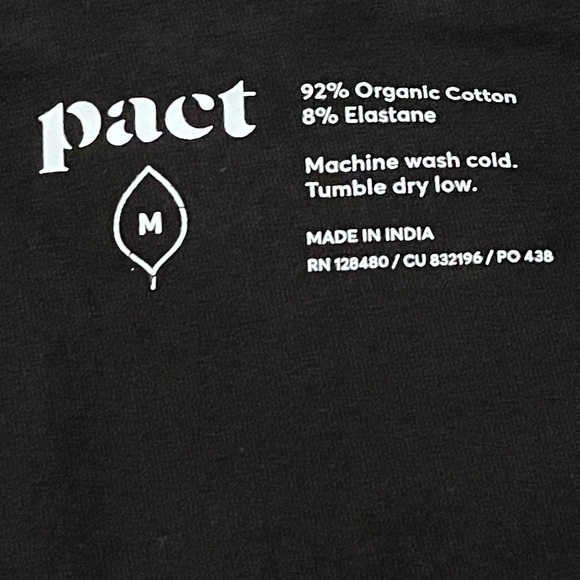 pact
M
92% Organic Cotton
8% Elastane
Machine wash cold.
Tumble dry low.
MADE IN INDIA
RN 128480 / CU 832196 / PO 438